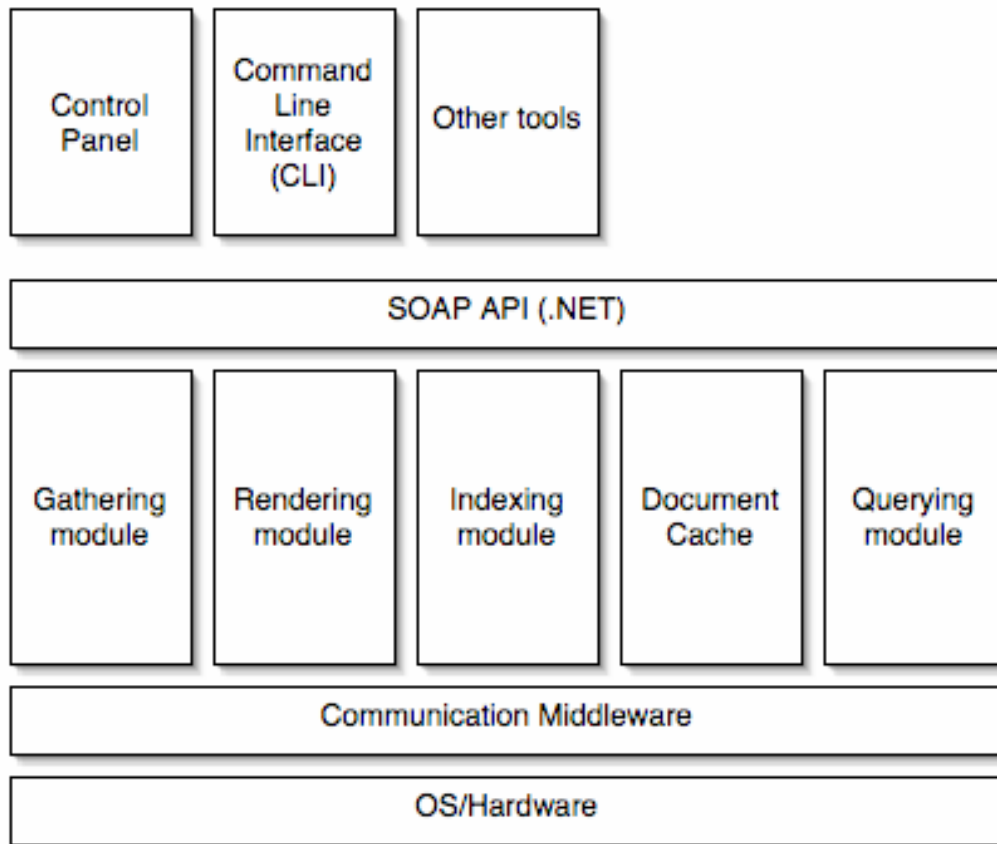 Control
Panel
Command
Line
Interface
(CLI)
Other tools
SOAP API (.NET)
Gathering
module
Rendering
module
Indexing
module
Document
Cache
Querying
module
Communication Middleware
OS/Hardware